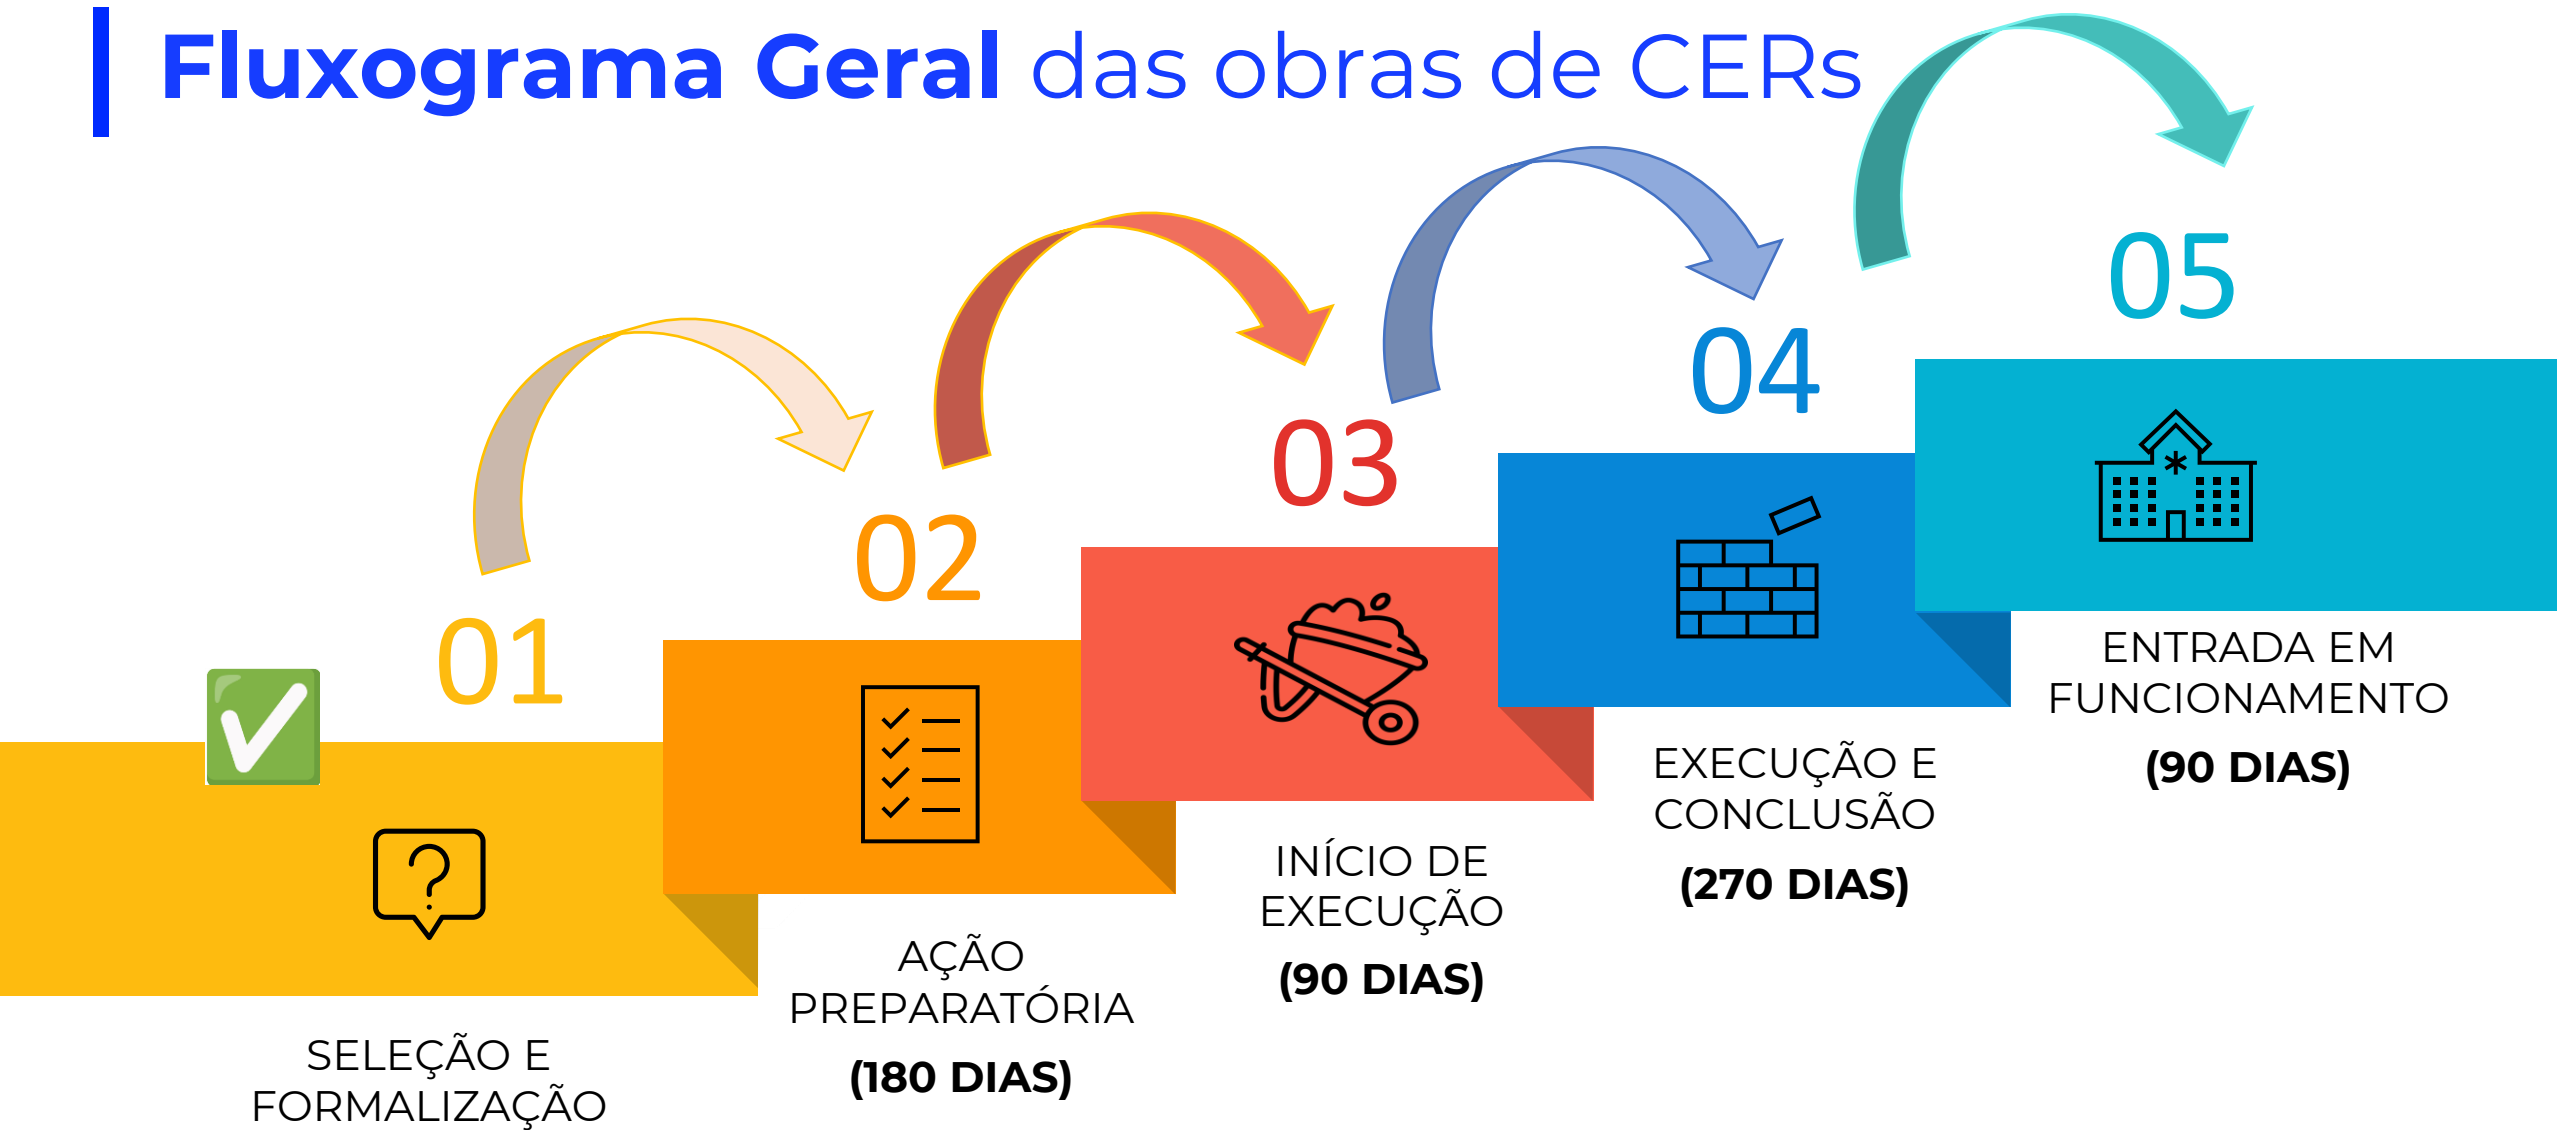 Fluxograma Geral das obras de CERs
01
SELEÇÃO E
FORMALIZAÇÃO
02
AÇÃO
PREPARATÓRIA
(180 DIAS)
03
INÍCIO DE
EXECUÇÃO
(90 DIAS)
04
EXECUÇÃO E
CONCLUSÃO
(270 DIAS)
05
ENTRADA EM
FUNCIONAMENTO
(90 DIAS)